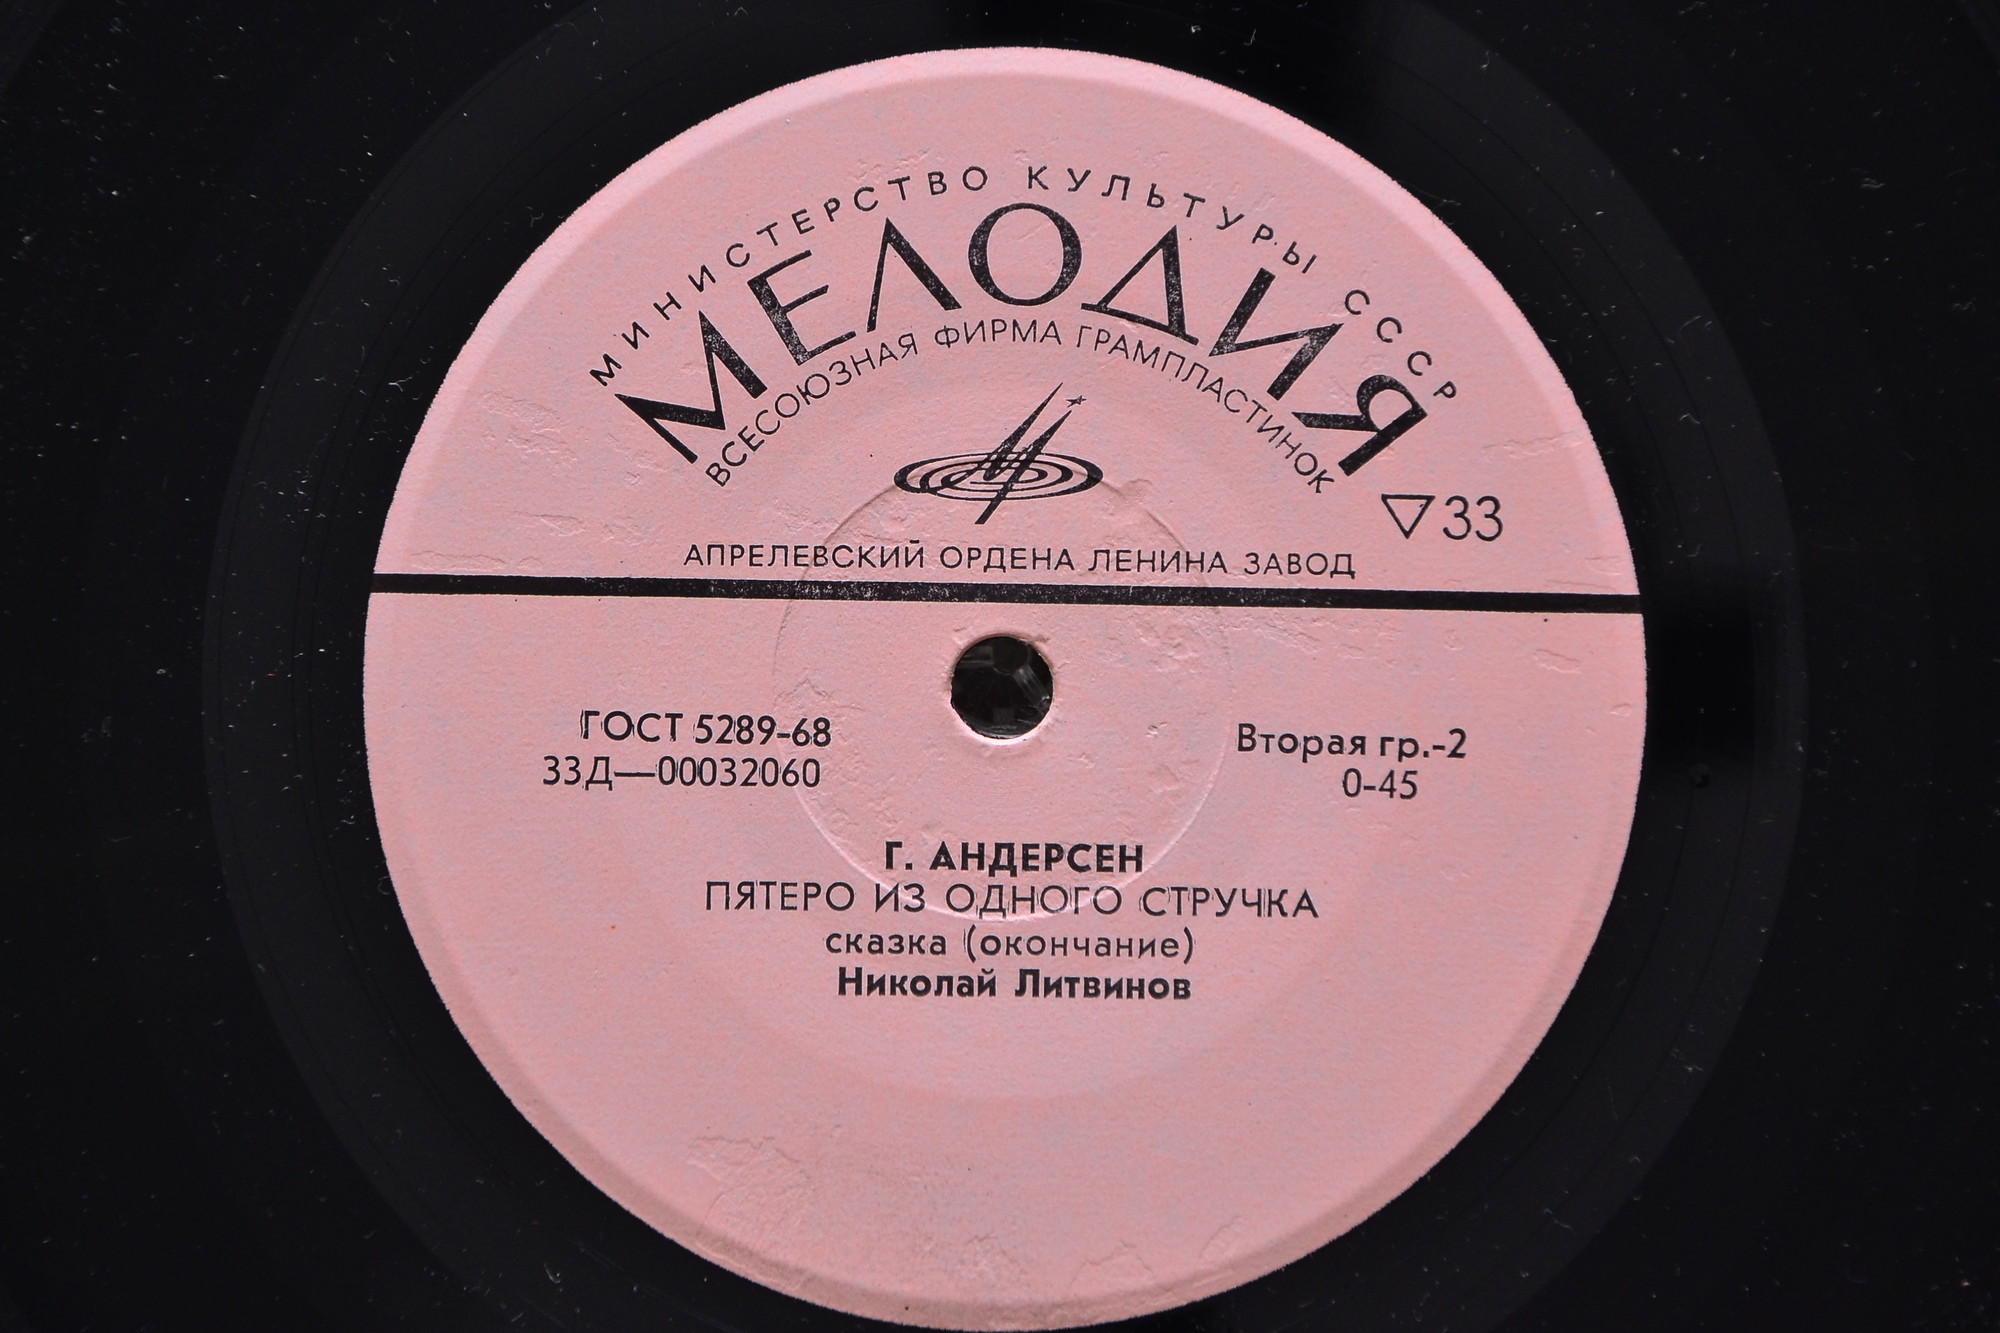 МИНИСТЕРСТВО КУЛЬТУРЫ СССР
МЕЛОДИЯ
ВСЕСОЮЗНАЯ ФИРМА ГРАМПЛАСТИНОК
▽33
АПРЕЛЕВСКИЙ ОРДЕНА ЛЕНИНА ЗАВОД
ГОСТ 5289-68
33Д—00032060
Вторая гр.-2
0-45
Г. АНДЕРСЕН
ПЯТЕРО ИЗ ОДНОГО СТРУЧКА
сказка (окончание)
Николай Литвинов